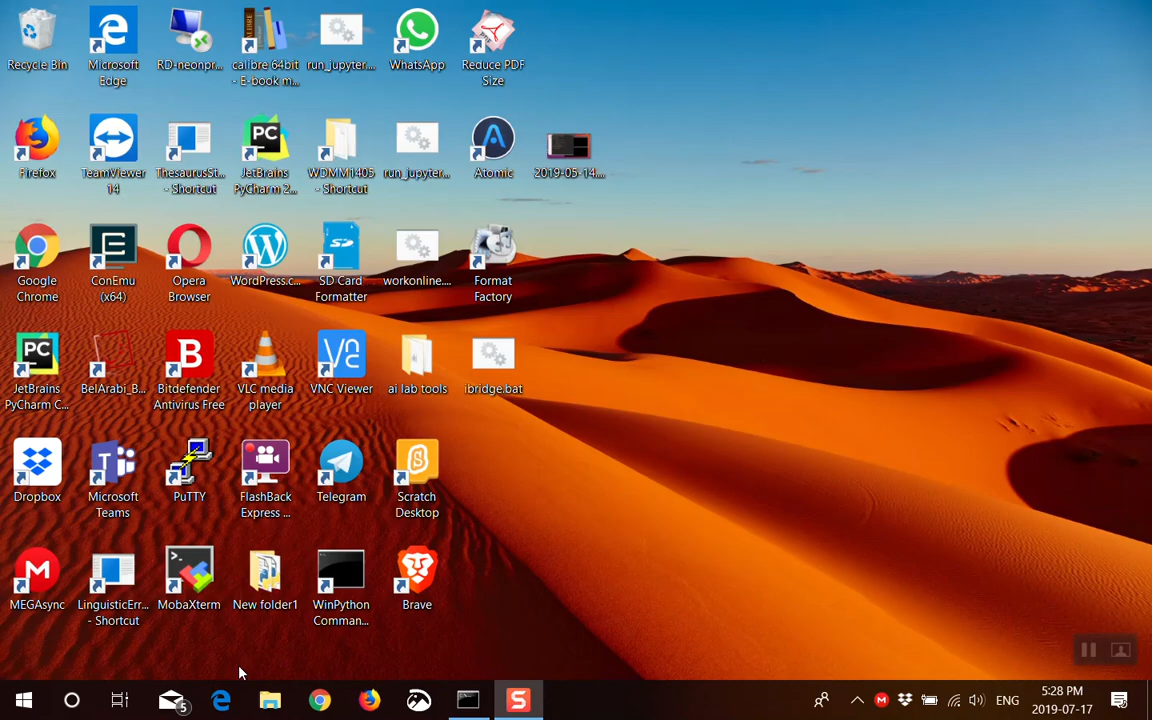 Recycle Bin
Microsoft
Edge
RD-neonpr...
calibre 64bit
- E-book m...
run_jupyter....
WhatsApp
Reduce PDF
Size
Firefox
TeamViewer
14
ThesaurusSt...
- Shortcut
JetBrains
PyCharm 2...
WDMM1405
- Shortcut
run_jupyter...
Atomic
2019-05-14....
Google
Chrome
ConEmu
(x64)
Opera
Browser
WordPress.c...
SD Card
Formatter
workonline....
Format
Factory
JetBrains
PyCharm C...
BelArabi_B...
Bitdefender
Antivirus Free
VLC media
player
VNC Viewer
ai lab tools
ibridge.bat
Dropbox
Microsoft
Teams
PuTTY
FlashBack
Express ...
Telegram
Scratch
Desktop
MEGAsync
LinguisticErr...
- Shortcut
MobaXterm
New folder1
WinPython
Comman...
Brave
5
ENG
5:28 PM
2019-07-17